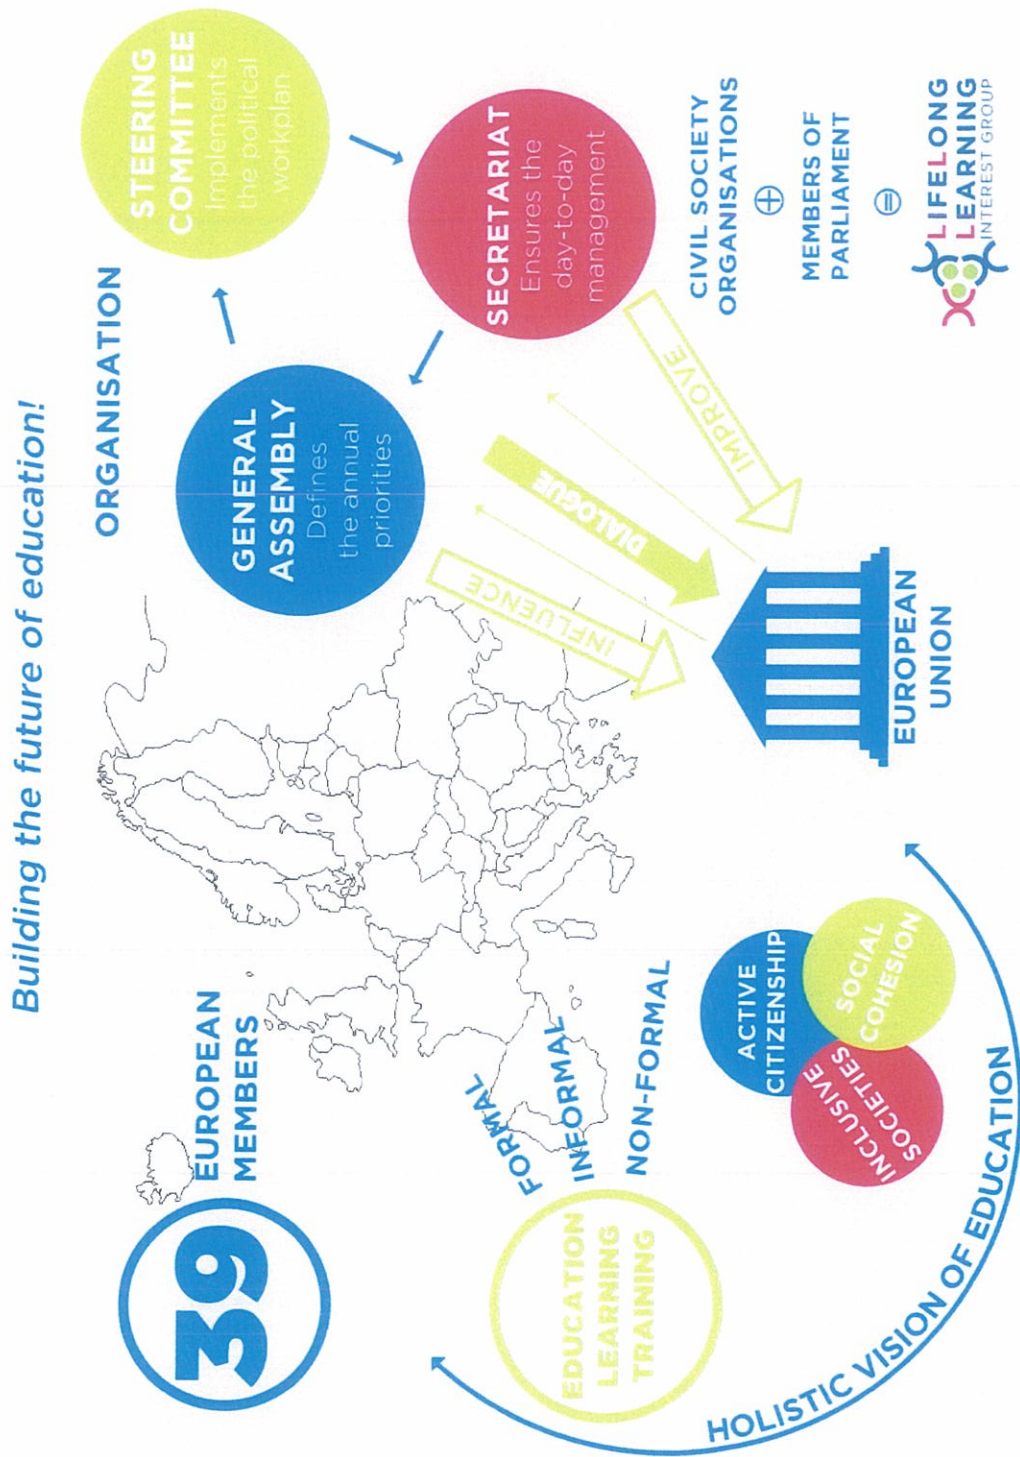 Building the future of education!
39
EUROPEAN
MEMBERS
ORGANISATION
GENERAL
ASSEMBLY
Defines
the annual
priorities
STEERING
COMMITTEE
Implements
the political
workplan
SECRETARIAT
Ensures the
day-to-day
management
EDUCATION
LEARNING
TRAINING
FORMAL
INFORMAL
NON-FORMAL
INFLUENCE
DIALOGUE
IMPROVE
EUROPEAN
UNION
ACTIVE
CITIZENSHIP
INCLUSIVE
SOCIETIES
SOCIAL
COHESION
HOLISTIC VISION OF EDUCATION
CIVIL SOCIETY
ORGANISATIONS
+
MEMBERS OF
PARLIAMENT
=
LIFELONG
LEARNING
INTEREST GROUP